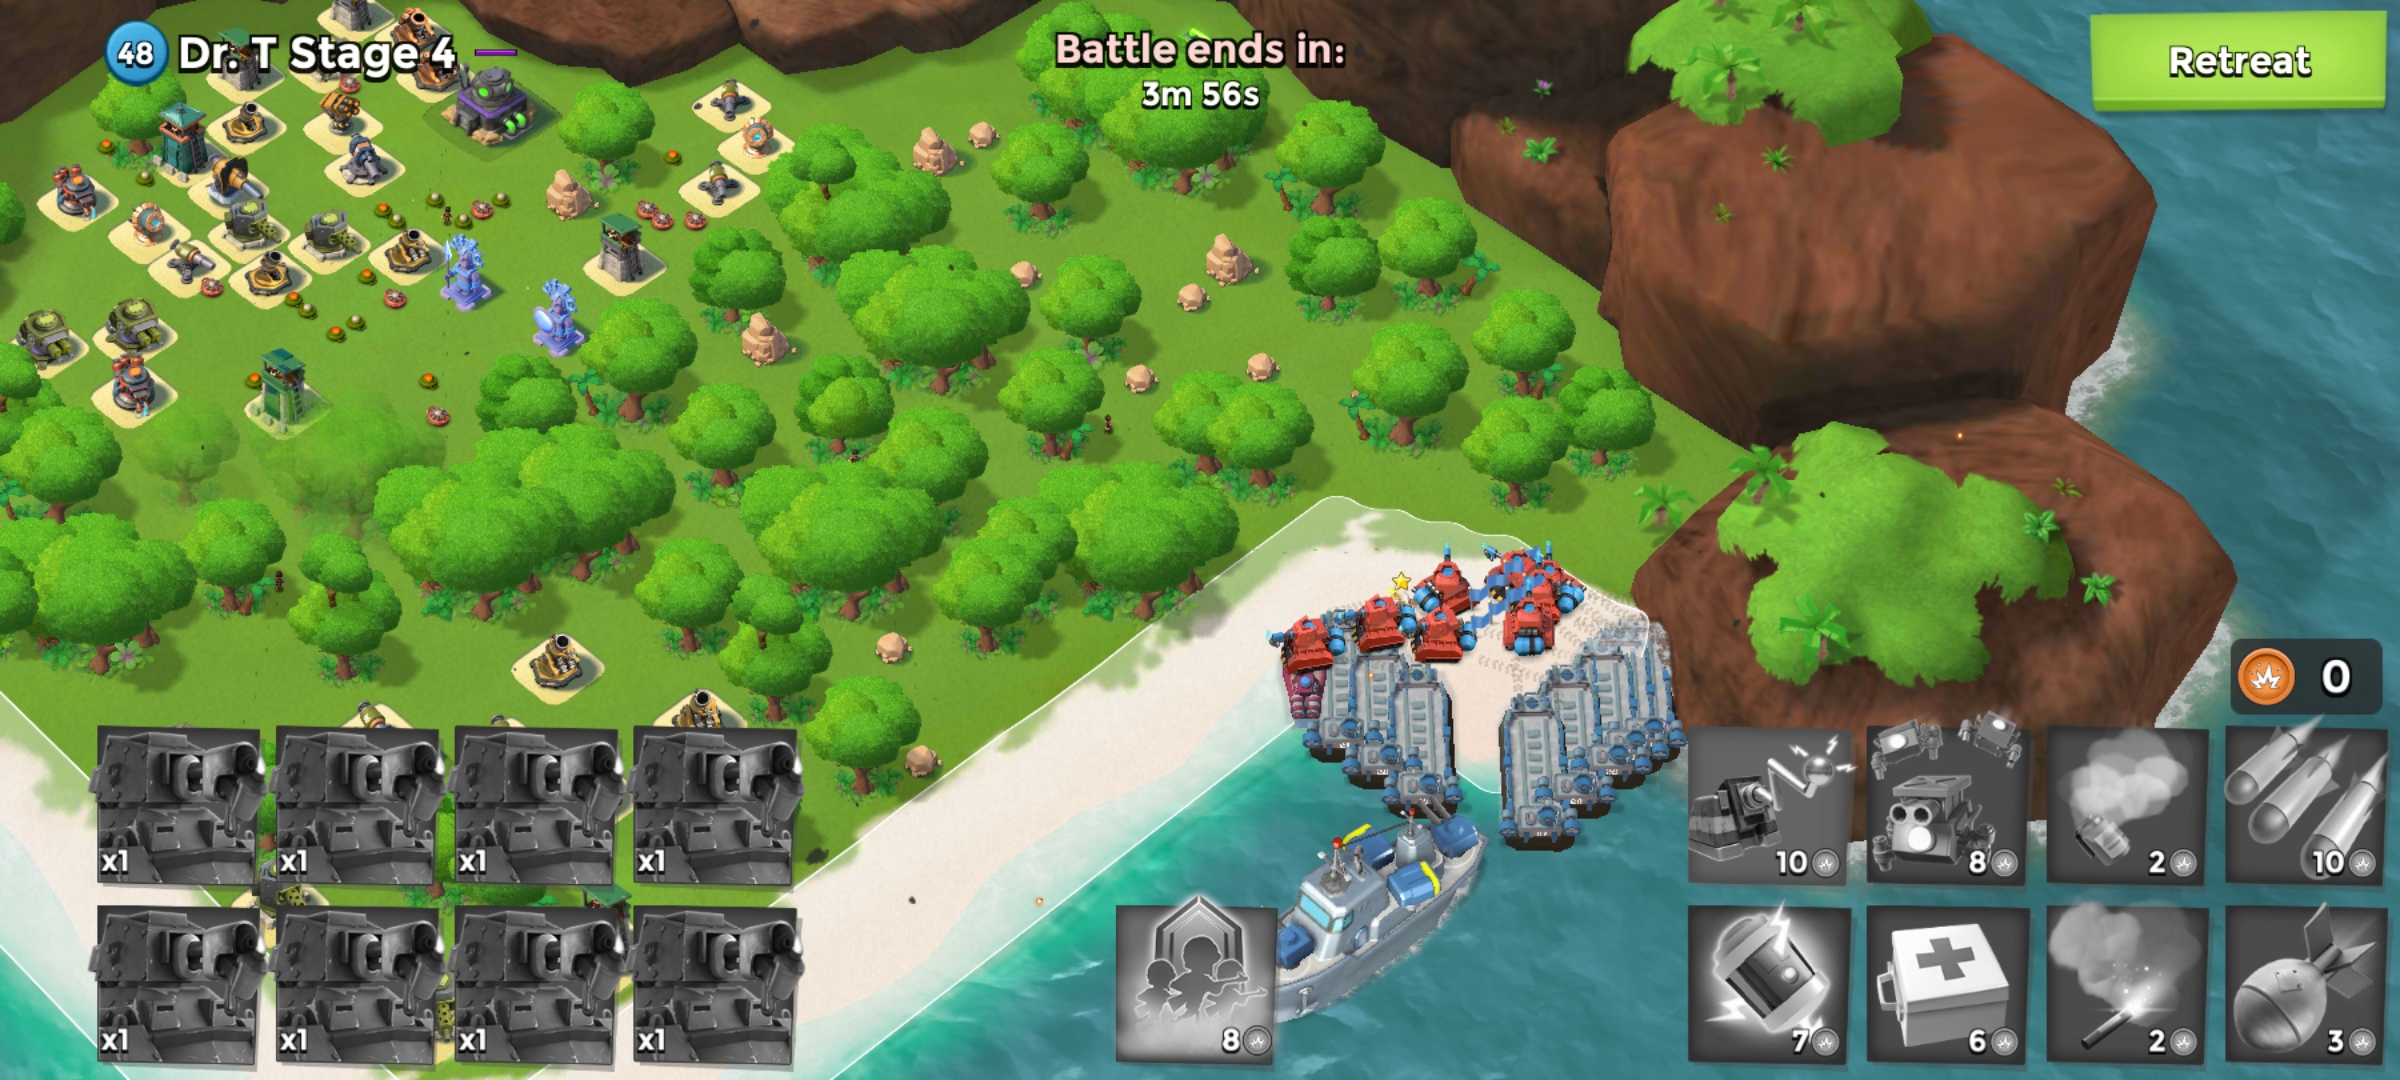 48 Dr. T Stage 4
Battle ends in:
3m 56s
Retreat
0
x1 x1 x1 x1
10 8 2 10
x1 x1 x1 x1
8
7 6 2 3